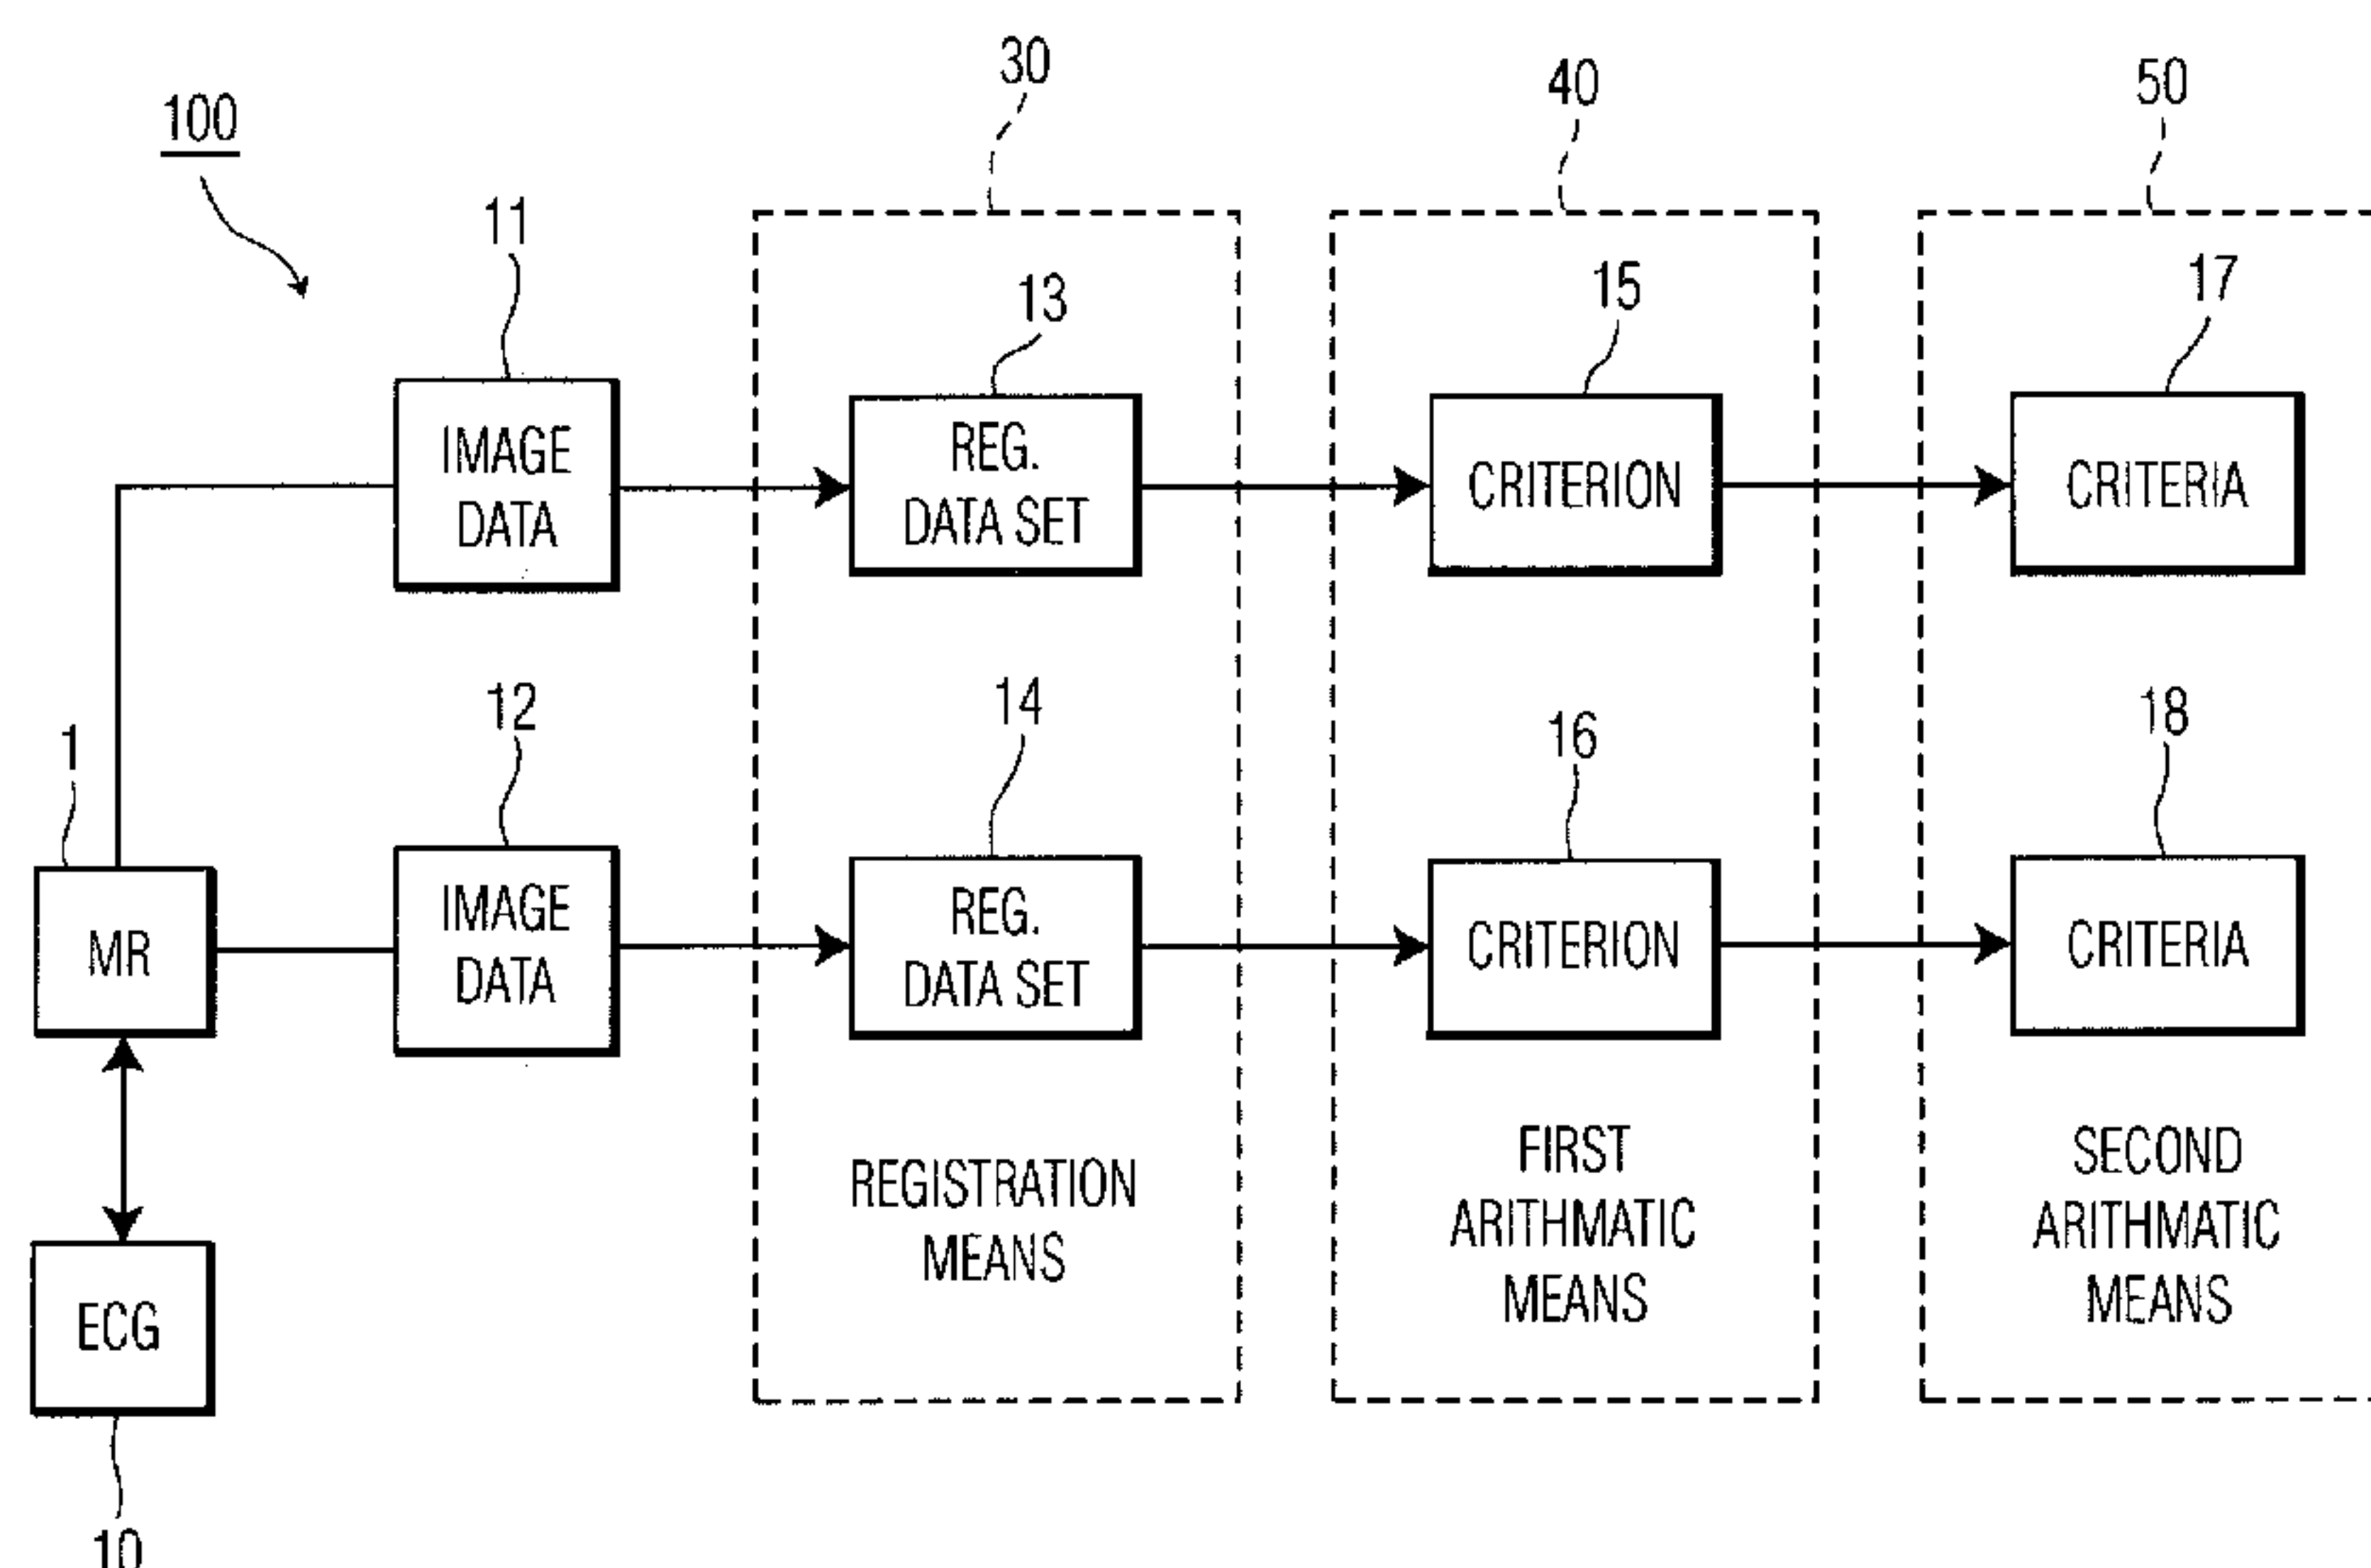 100
30
40
50
11
13
15
17
IMAGE
DATA
REG.
DATA SET
CRITERION
CRITERIA
1
12
14
16
18
MR
IMAGE
DATA
REG.
DATA SET
CRITERION
CRITERIA
ECG
10
REGISTRATION
MEANS
FIRST
ARITHMATIC
MEANS
SECOND
ARITHMATIC
MEANS